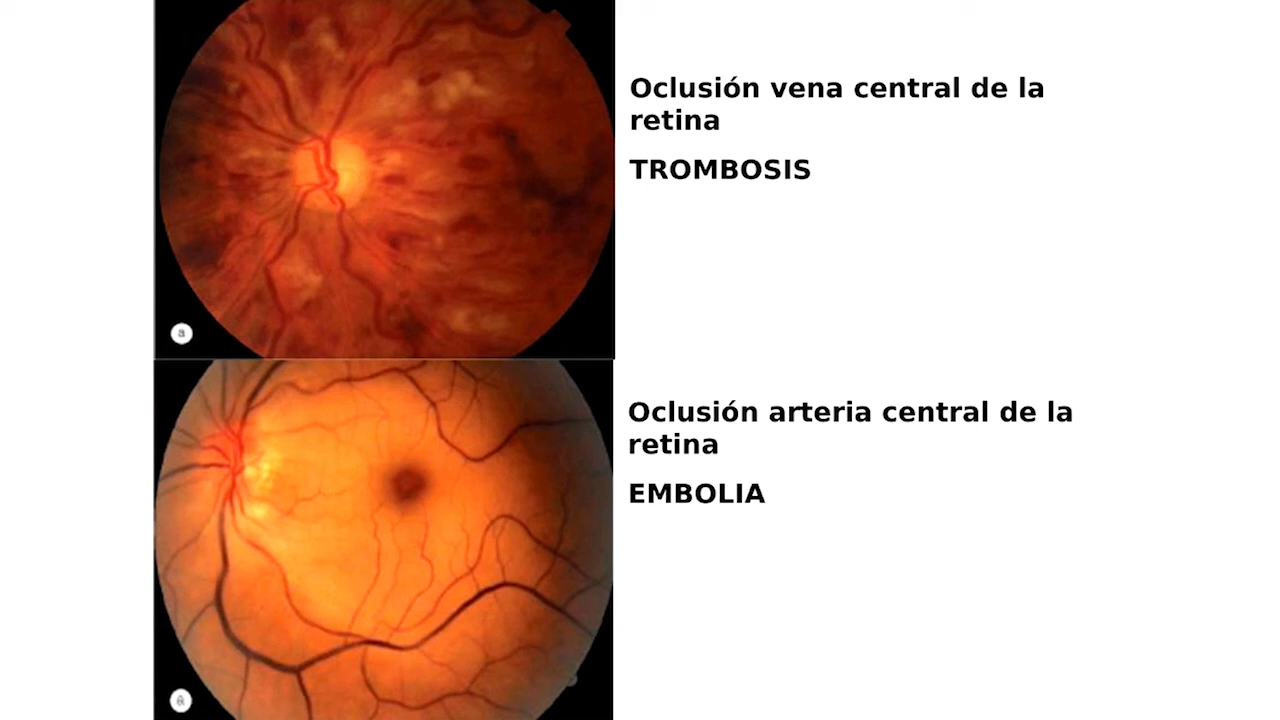 Oclusión vena central de la
retina
TROMBOSIS
a
Oclusión arteria central de la
retina
EMBOLIA
a